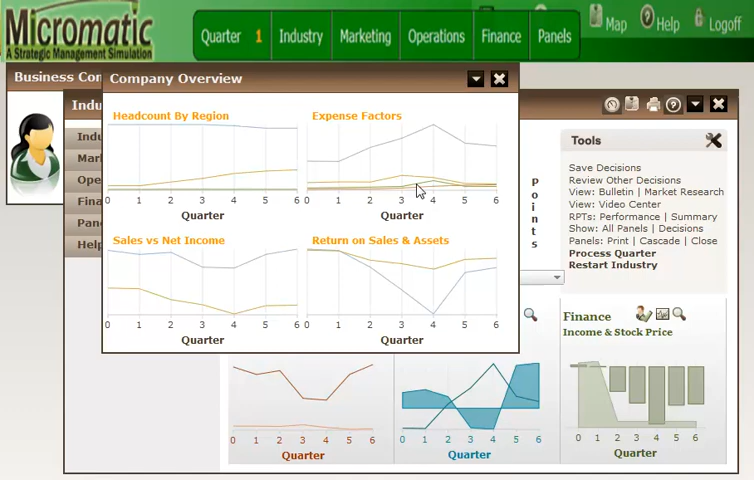 Micromatic
A Strategic Management Simulation
Quarter 1 Industry Marketing Operations Finance Panels
Map Help Logoff
Business Con
Company Overview
Indu
Indu
Mark
Ope
Fina
Pane
Help
Headcount By Region
0 1 2 3 4 5 6
Quarter
Expense Factors
0 1 2 3 4 5 6
Quarter
Sales vs Net Income
0 1 2 3 4 5 6
Quarter
Return on Sales & Assets
0 1 2 3 4 5 6
Quarter
P
o
i
n
t
s
Tools
Save Decisions
Review Other Decisions
View: Bulletin | Market Research
View: Video Center
RPTs: Performance | Summary
Show: All Panels | Decisions
Panels: Print | Cascade | Close
Process Quarter
Restart Industry
0 1 2 3 4 5 6
Quarter
0 1 2 3 4 5 6
Quarter
Finance
Income & Stock Price
0 1 2 3 4 5 6
Quarter